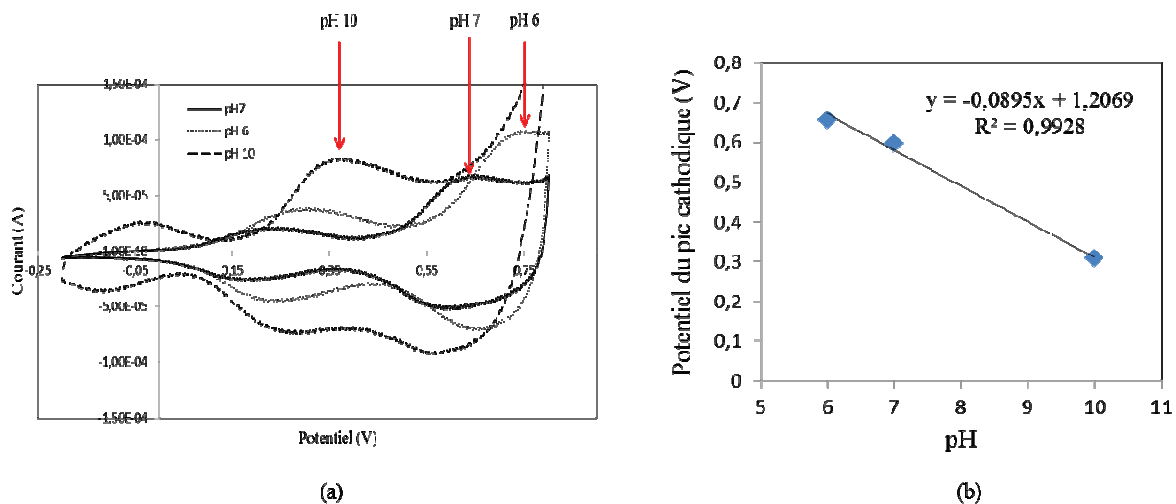 pH 10
pH 7
pH 6
1,50E-04
1,00E-04
5,00E-05
-5,00E-05
-1,00E-04
-1,50E-04
pH7
pH 6
pH 10
-0,25
-0,05
0,15
0,55
0,75
Courant (A)
Potentiel (V)
(a)
0,8
0,7
0,6
0,5
0,4
0,3
0,2
0,1
0
y = -0,0895x + 1,2069
R² = 0,9928
5
6
7
8
9
10
11
Potentiel du pic cathodique (V)
pH
(b)